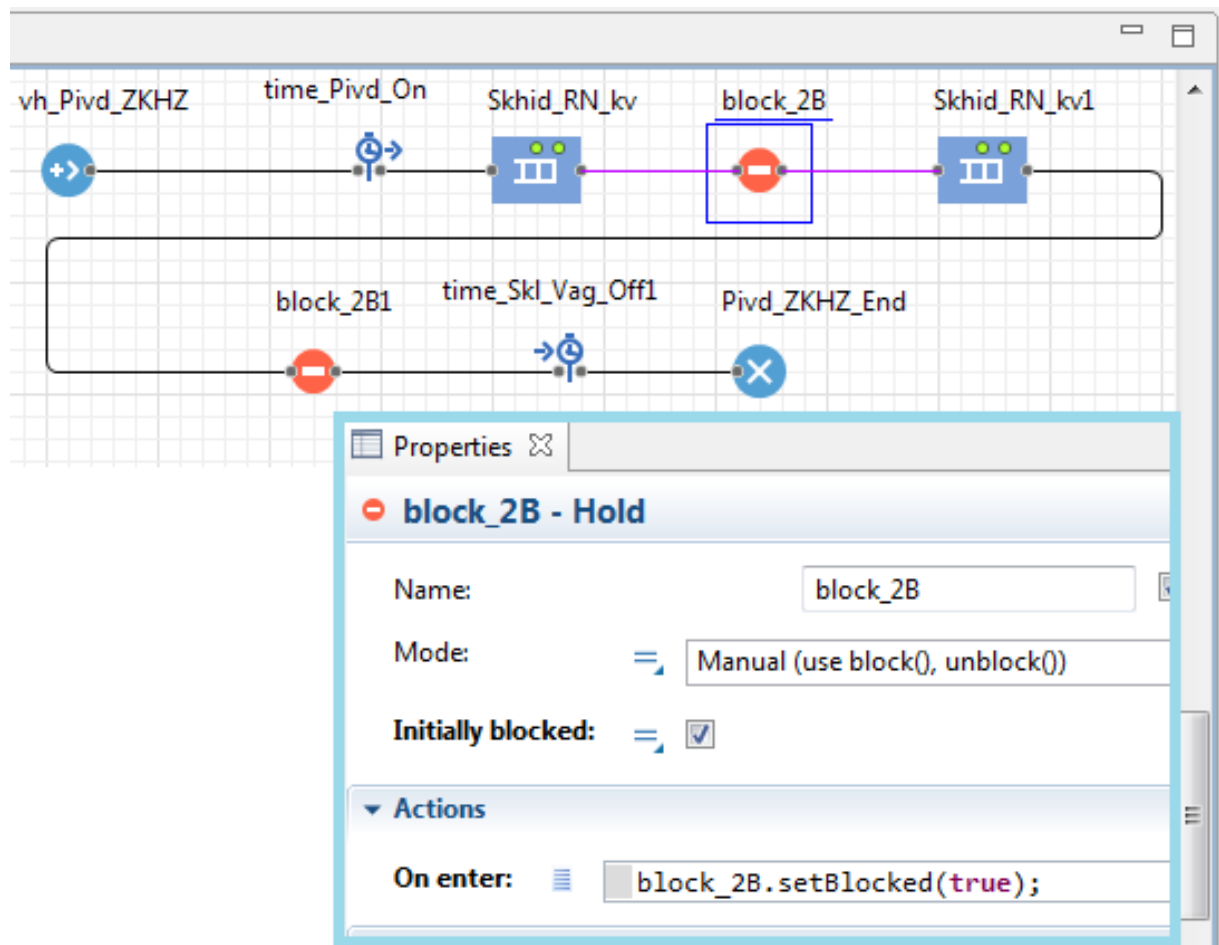 vh_Pivd_ZKHZ time_Pivd_On Skhid_RN_kv block_2B Skhid_RN_kv1
block_2B1 time_Skl_Vag_Off1 Pivd_ZKHZ_End
Properties
block_2B - Hold
Name: block_2B
Mode: Manual (use block(), unblock())
Initially blocked:
Actions
On enter: block_2B.setBlocked(true);